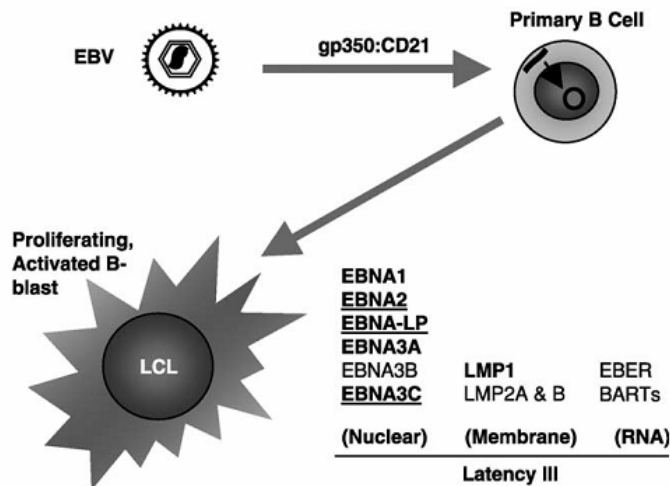 Primary B Cell
EBV
gp350:CD21
Proliferating,
Activated B-
blast
LCL
EBNA1
EBNA2
EBNA-LP
EBNA3A
EBNA3B LMP1 EBER
EBNA3C LMP2A & B BARTs
(Nuclear) (Membrane) (RNA)
Latency III